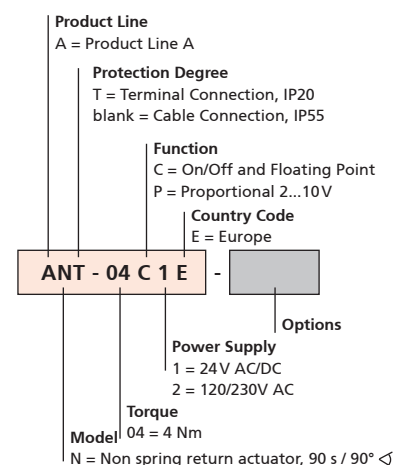 Product Line
A = Product Line A
Protection Degree
T = Terminal Connection, IP20
blank = Cable Connection, IP55
Function
C = On/Off and Floating Point
P = Proportional 2...10 V
Country Code
E = Europe
ANT - 04 C 1 E -
Options
Power Supply
1 = 24 V AC/DC
2 = 120/230V AC
Torque
04 = 4 Nm
Model
N = Non spring return actuator, 90 s / 90° ∢